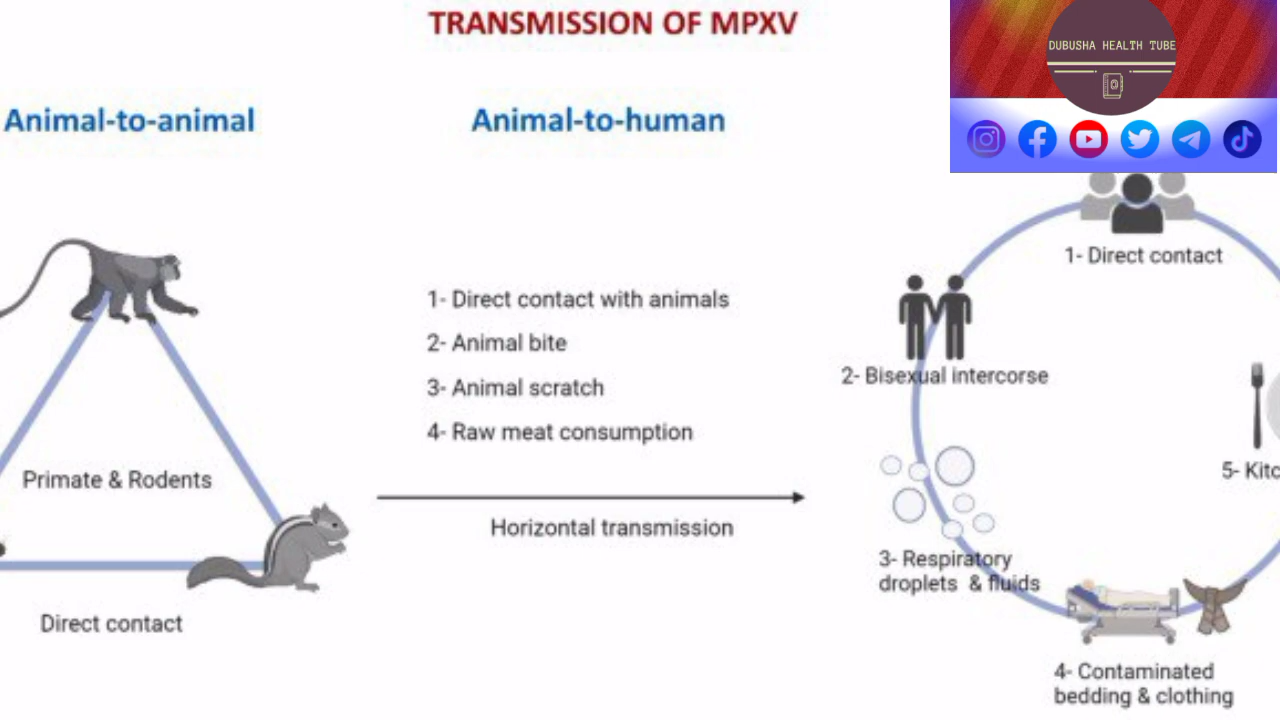 TRANSMISSION OF MPXV
DUBUSHA HEALTH TUBE
Animal-to-animal
Animal-to-human
1- Direct contact
1- Direct contact with animals
2- Animal bite
3- Animal scratch
4- Raw meat consumption
2- Bisexual intercorse
Primate & Rodents
5- Kitc
Horizontal transmission
3- Respiratory
droplets & fluids
Direct contact
4- Contaminated
bedding & clothing